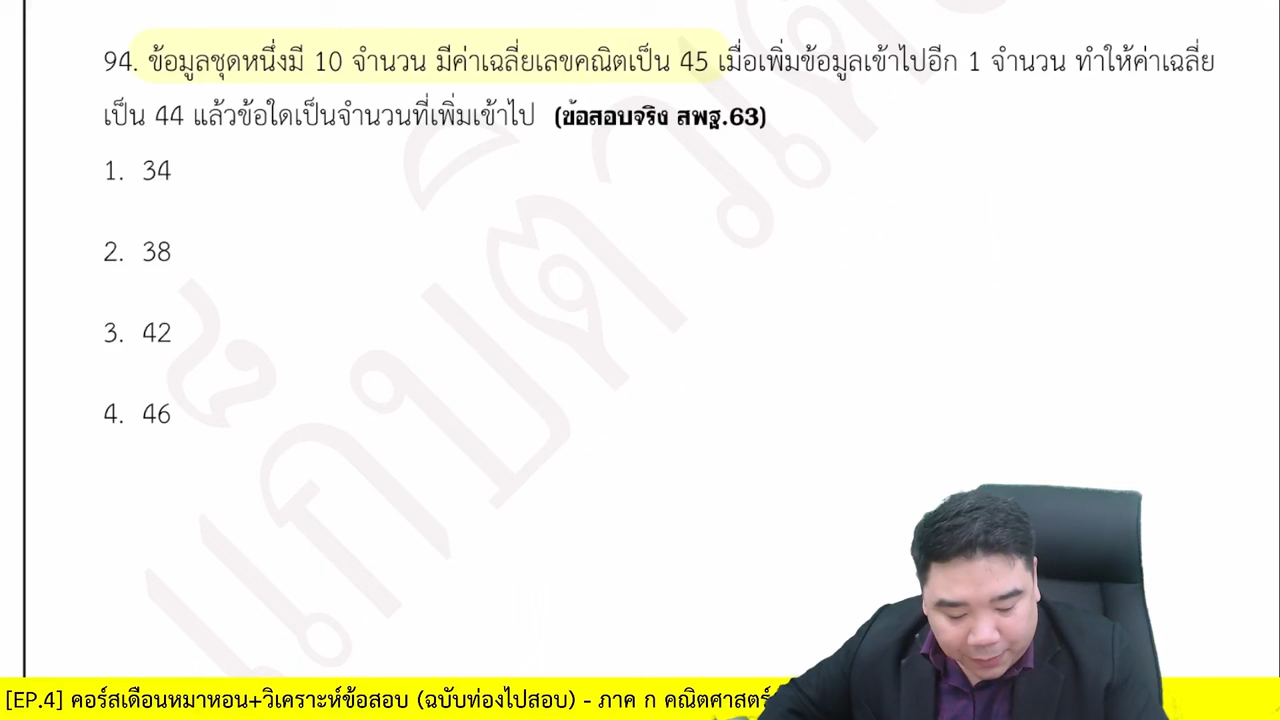 94. ข้อมูลชุดหนึ่งมี 10 จำนวน มีค่าเฉลี่ยเลขคณิตเป็น 45 เมื่อเพิ่มข้อมูลเข้าไปอีก 1 จำนวน ทำให้ค่าเฉลี่ย
เป็น 44 แล้วข้อใดเป็นจำนวนที่เพิ่มเข้าไป (ข้อสอบจริง สพฐ.63)
1. 34
2. 38
3. 42
4. 46
[EP.4] คอร์สเดือนหมาหอน+วิเคราะห์ข้อสอบ (ฉบับท่องไปสอบ) - ภาค ก คณิตศาสตร์